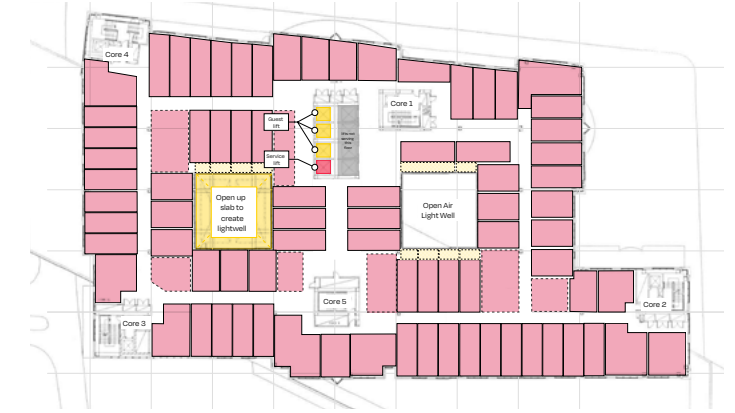 Core 4
Core 1
Guest
lift
Service
lift
Open up
slab to
create
lightwell
Open Air
Light Well
Core 5
Core 2
Core 3